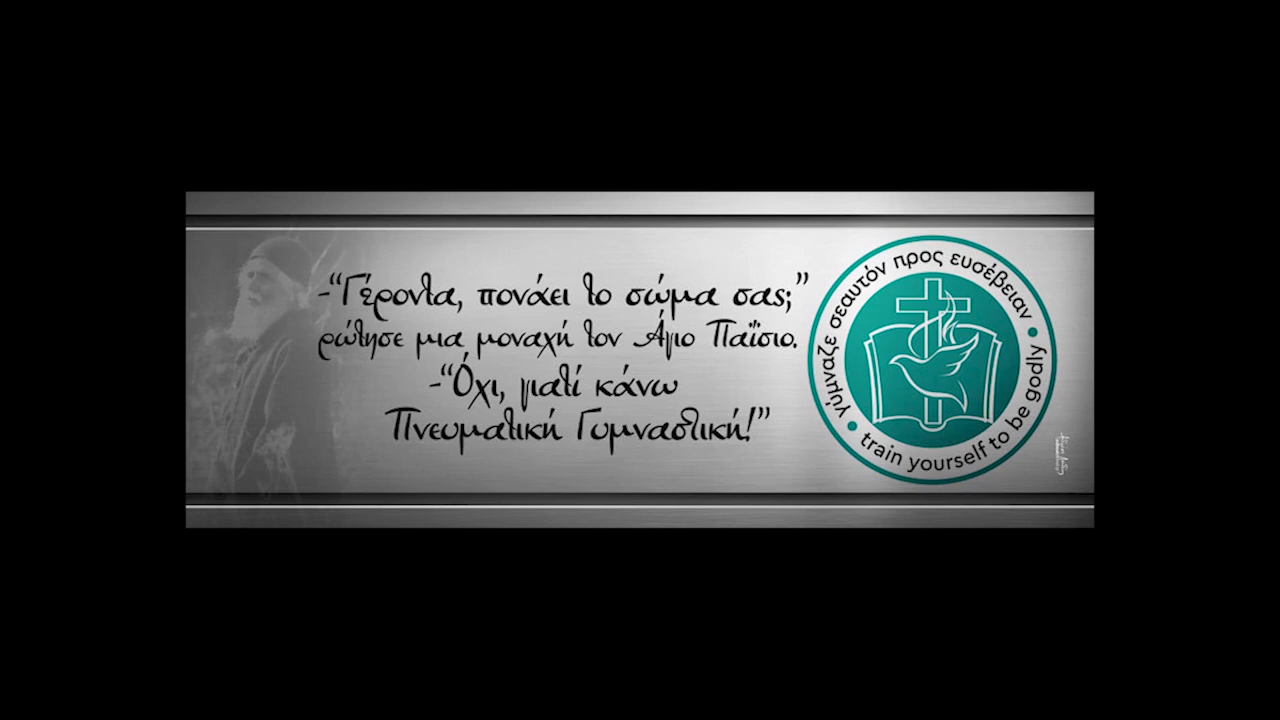 -“Γέροντα, πονάει το σώμα σας;”
ρώτησε μια μοναχή τον Άγιο Παΐσιο.
-“Όχι, γιατί κάνω
Πνευματική Γυμναστική!”
γύμναζε σεαυτόν προς ευσέβειαν
train yourself to be godly